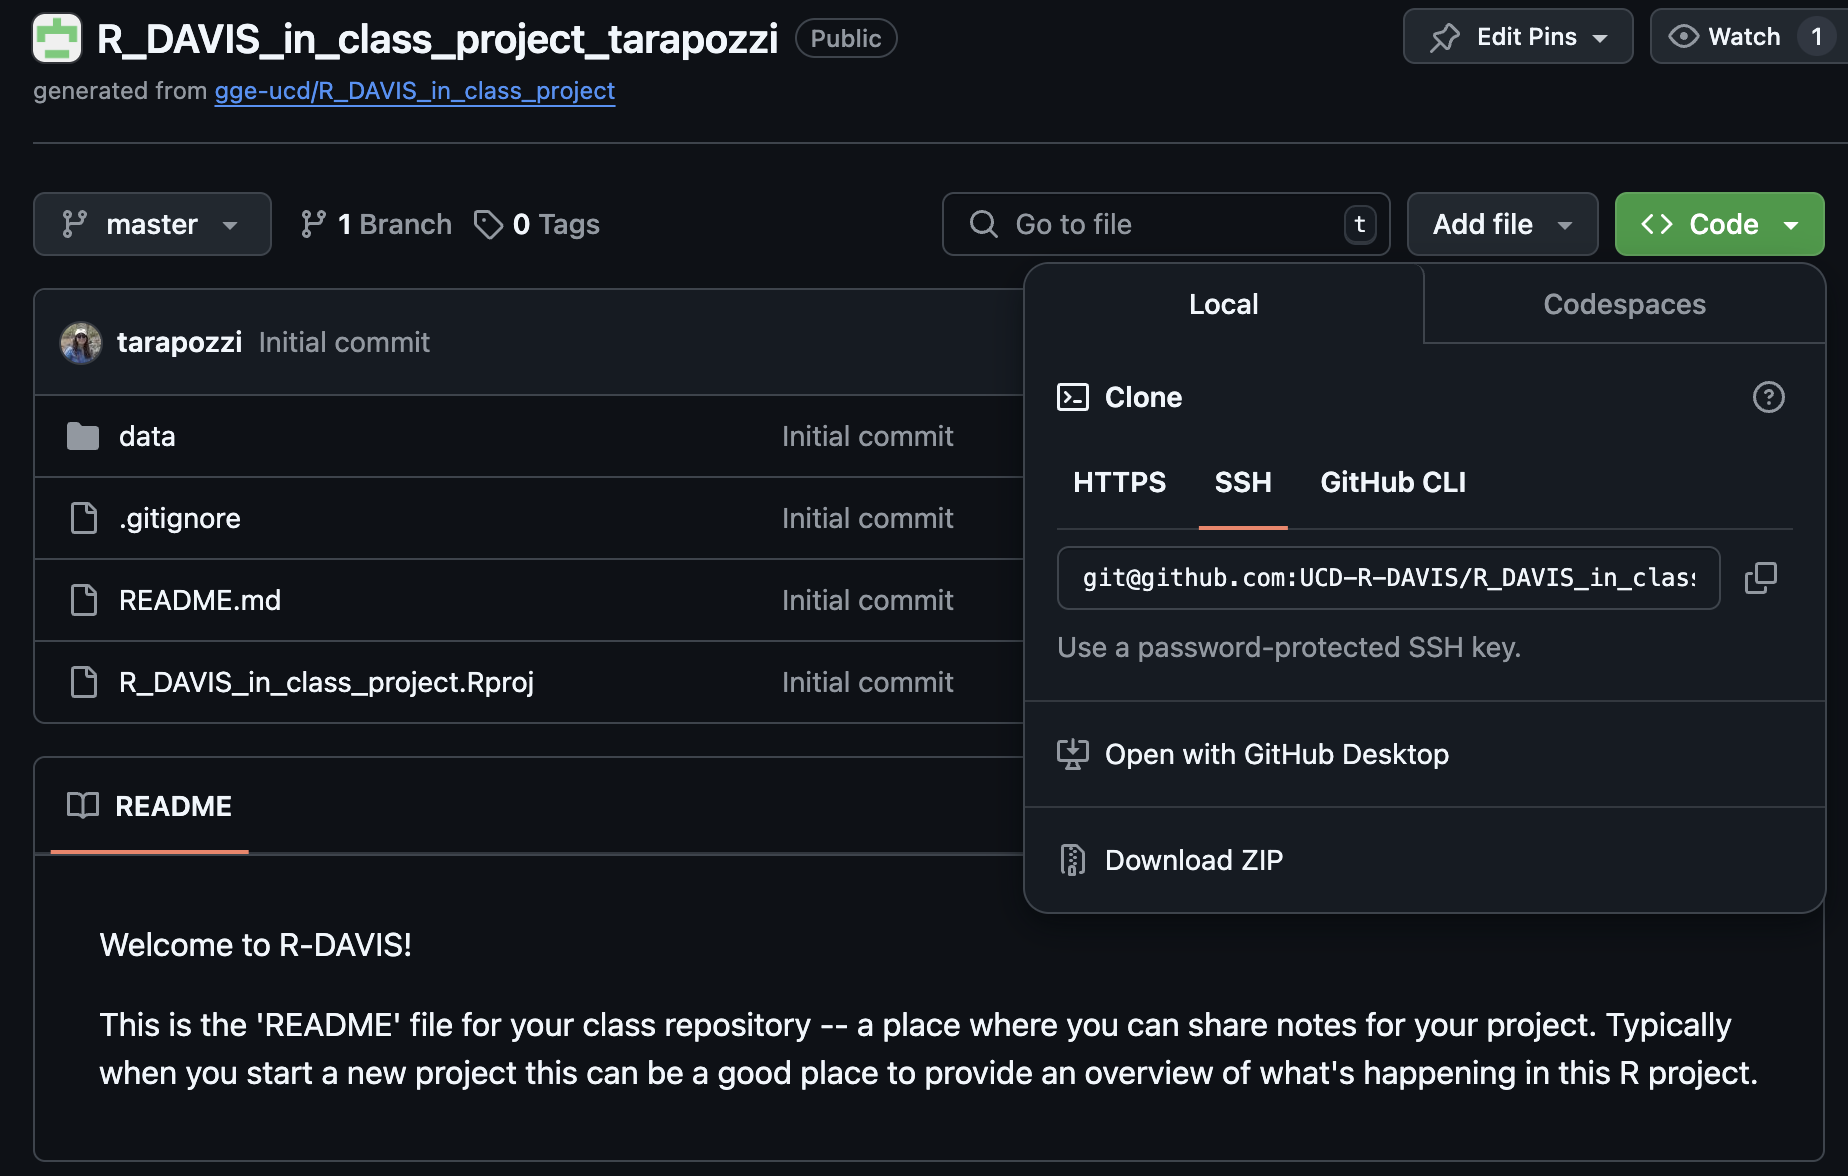 R_DAVIS_in_class_project_tarapozzi Public Edit Pins Watch 1
generated from gge-ucd/R_DAVIS_in_class_project
master 1 Branch 0 Tags Go to file t Add file Code
Local Codespaces
tarapozzi Initial commit
Clone
data Initial commit
HTTPS SSH GitHub CLI
.gitignore Initial commit
git@github.com:UCD-R-DAVIS/R_DAVIS_in_clas
README.md Initial commit
Use a password-protected SSH key.
R_DAVIS_in_class_project.Rproj Initial commit
Open with GitHub Desktop
README
Download ZIP
Welcome to R-DAVIS!
This is the 'README' file for your class repository -- a place where you can share notes for your project. Typically
when you start a new project this can be a good place to provide an overview of what's happening in this R project.